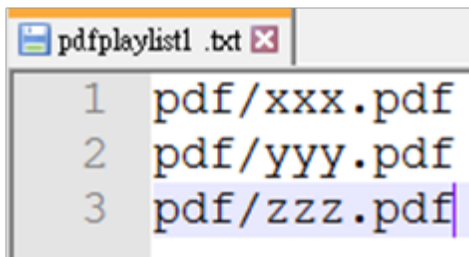 pdfplaylist1 .txt
1 pdf/xxx.pdf
2 pdf/yyy.pdf
3 pdf/zzz.pdf